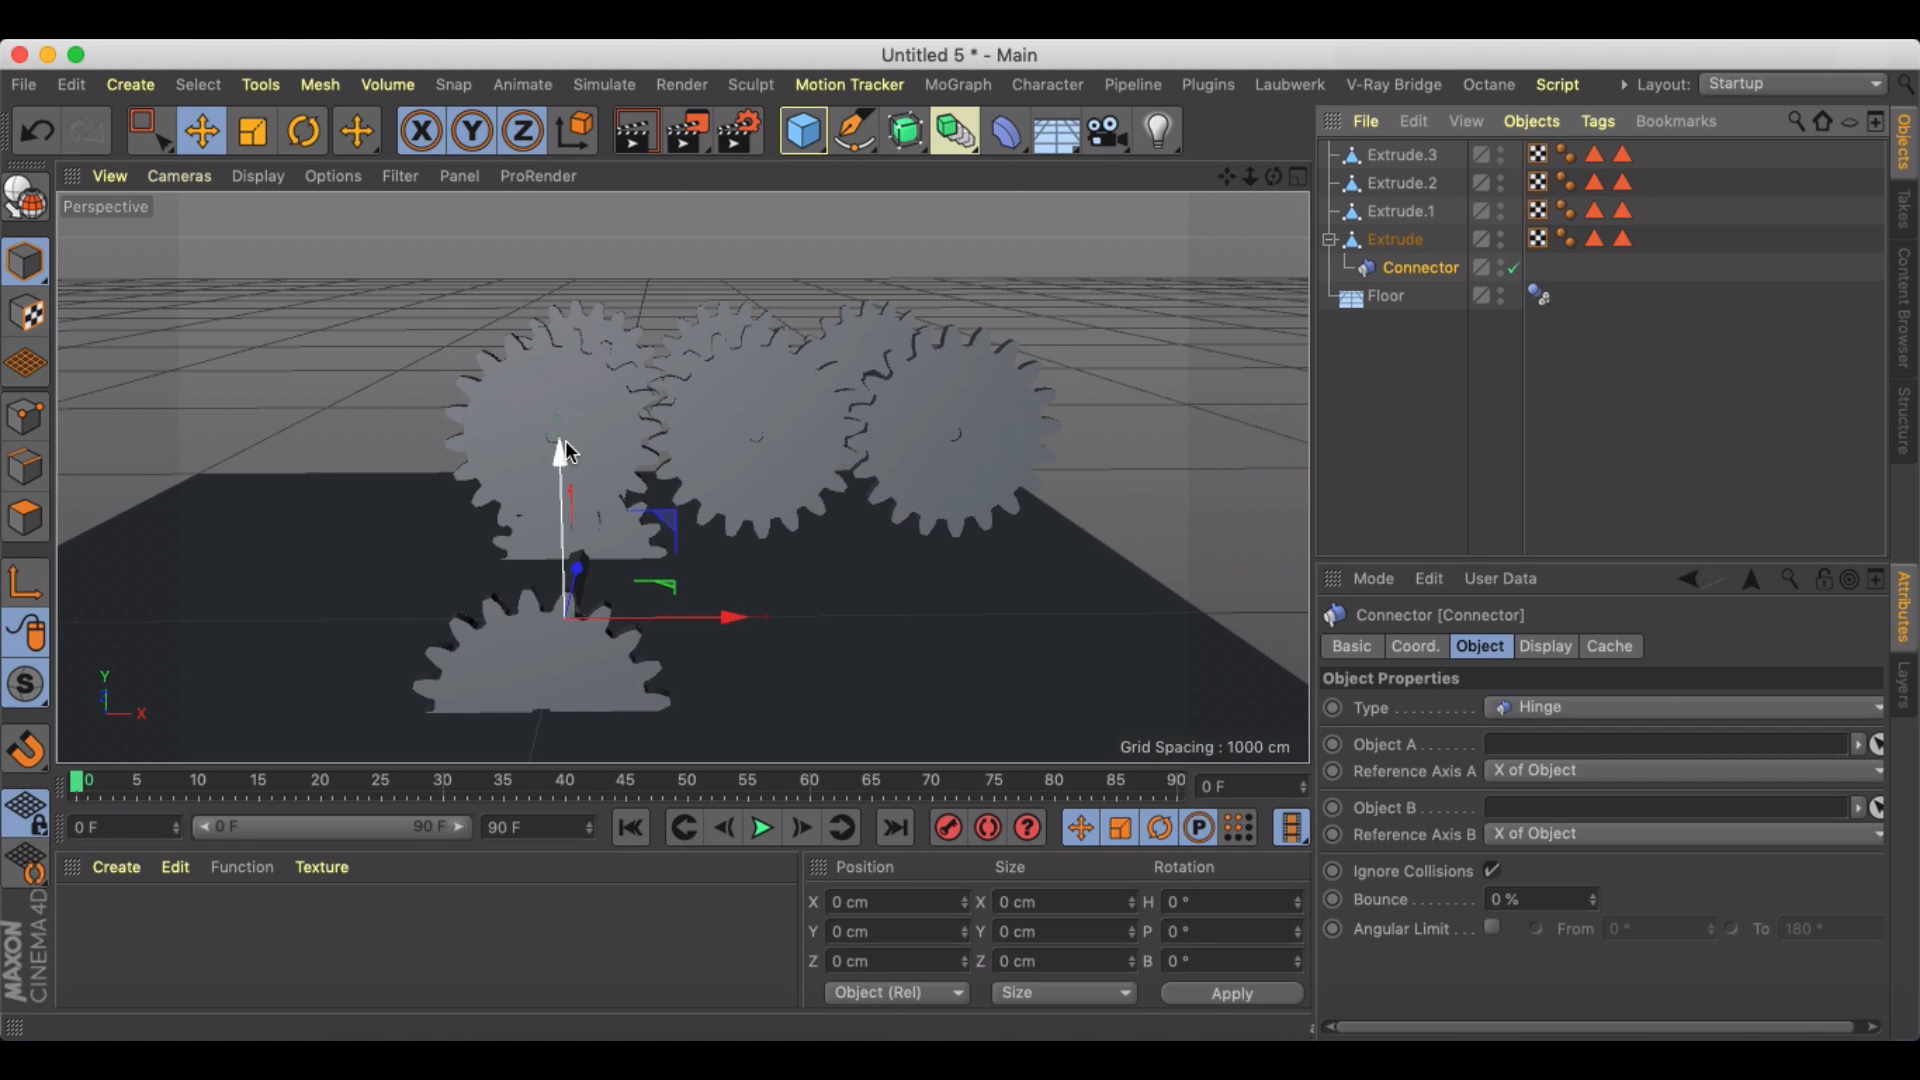 Untitled 5 * - Main
File Edit Create Select Tools Mesh Volume Snap Animate Simulate Render Sculpt Motion Tracker MoGraph Character Pipeline Plugins Laubwerk V-Ray Bridge Octane Script Layout: Startup
X Y Z
View Cameras Display Options Filter Panel ProRender
Perspective
Y
Z X
Grid Spacing : 1000 cm
0 5 10 15 20 25 30 35 40 45 50 55 60 65 70 75 80 85 90 0 F
0 F 0 F 90 F 90 F P
S
Create Edit Function Texture
Position Size Rotation
X 0 cm X 0 cm H 0 °
Y 0 cm Y 0 cm P 0 °
Z 0 cm Z 0 cm B 0 °
Object (Rel) Size Apply
MAXON
CINEMA 4D
File Edit View Objects Tags Bookmarks
Extrude.3
Extrude.2
Extrude.1
Extrude
Connector
Floor
Objects
Takes
Content Browser
Structure
Mode Edit User Data
Connector [Connector]
Basic Coord. Object Display Cache
Object Properties
Type Hinge
Object A
Reference Axis A X of Object
Object B
Reference Axis B X of Object
Ignore Collisions
Bounce 0 %
Angular Limit From 0 ° To 180 °
Attributes
Layers